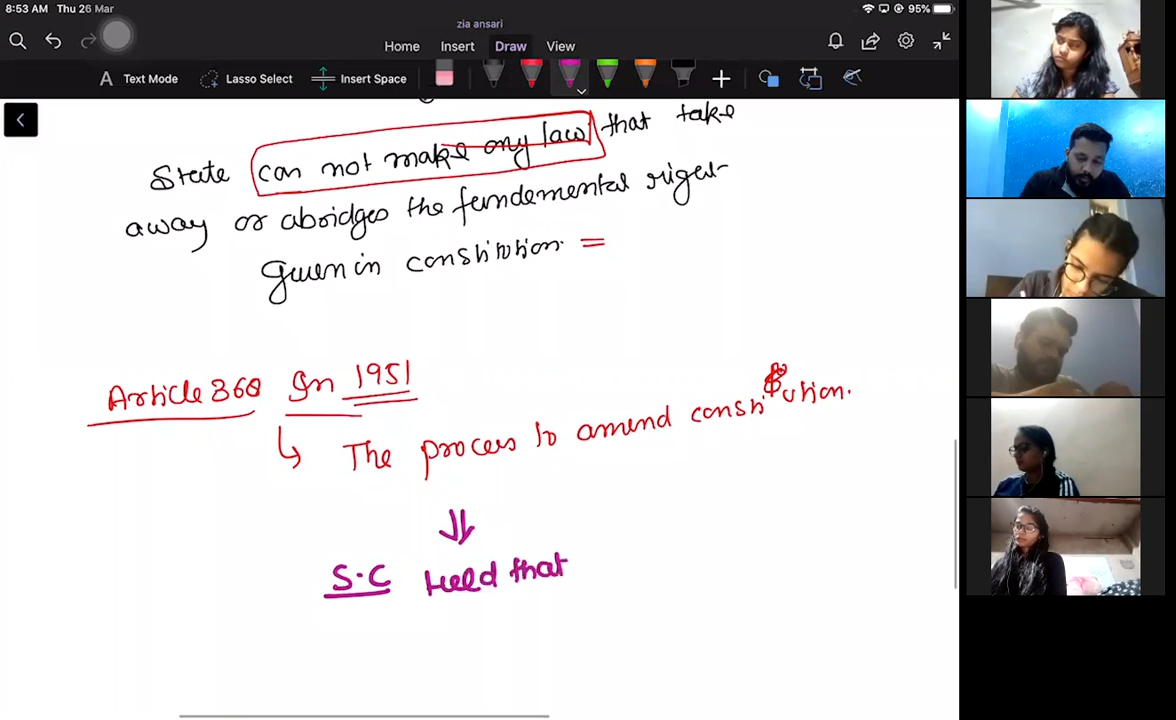 8:53 AM Thu 26 Mar
zia ansari
95%
Home Insert Draw View
Text Mode Lasso Select Insert Space
State can not make any law that take
away or abridges the fundemental right
given in constitution =
Article 368 In 1951
The process to amend constitution.
S.C Held that